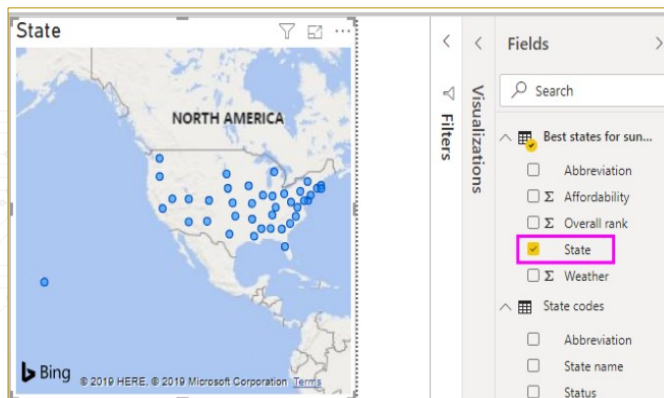 State
NORTH AMERICA
Bing
© 2019 HERE, © 2019 Microsoft Corporation Terms
Filters
Visualizations
Fields
Search
Best states for sun...
Abbreviation
Σ Affordability
Σ Overall rank
State
Σ Weather
State codes
Abbreviation
State name
Status